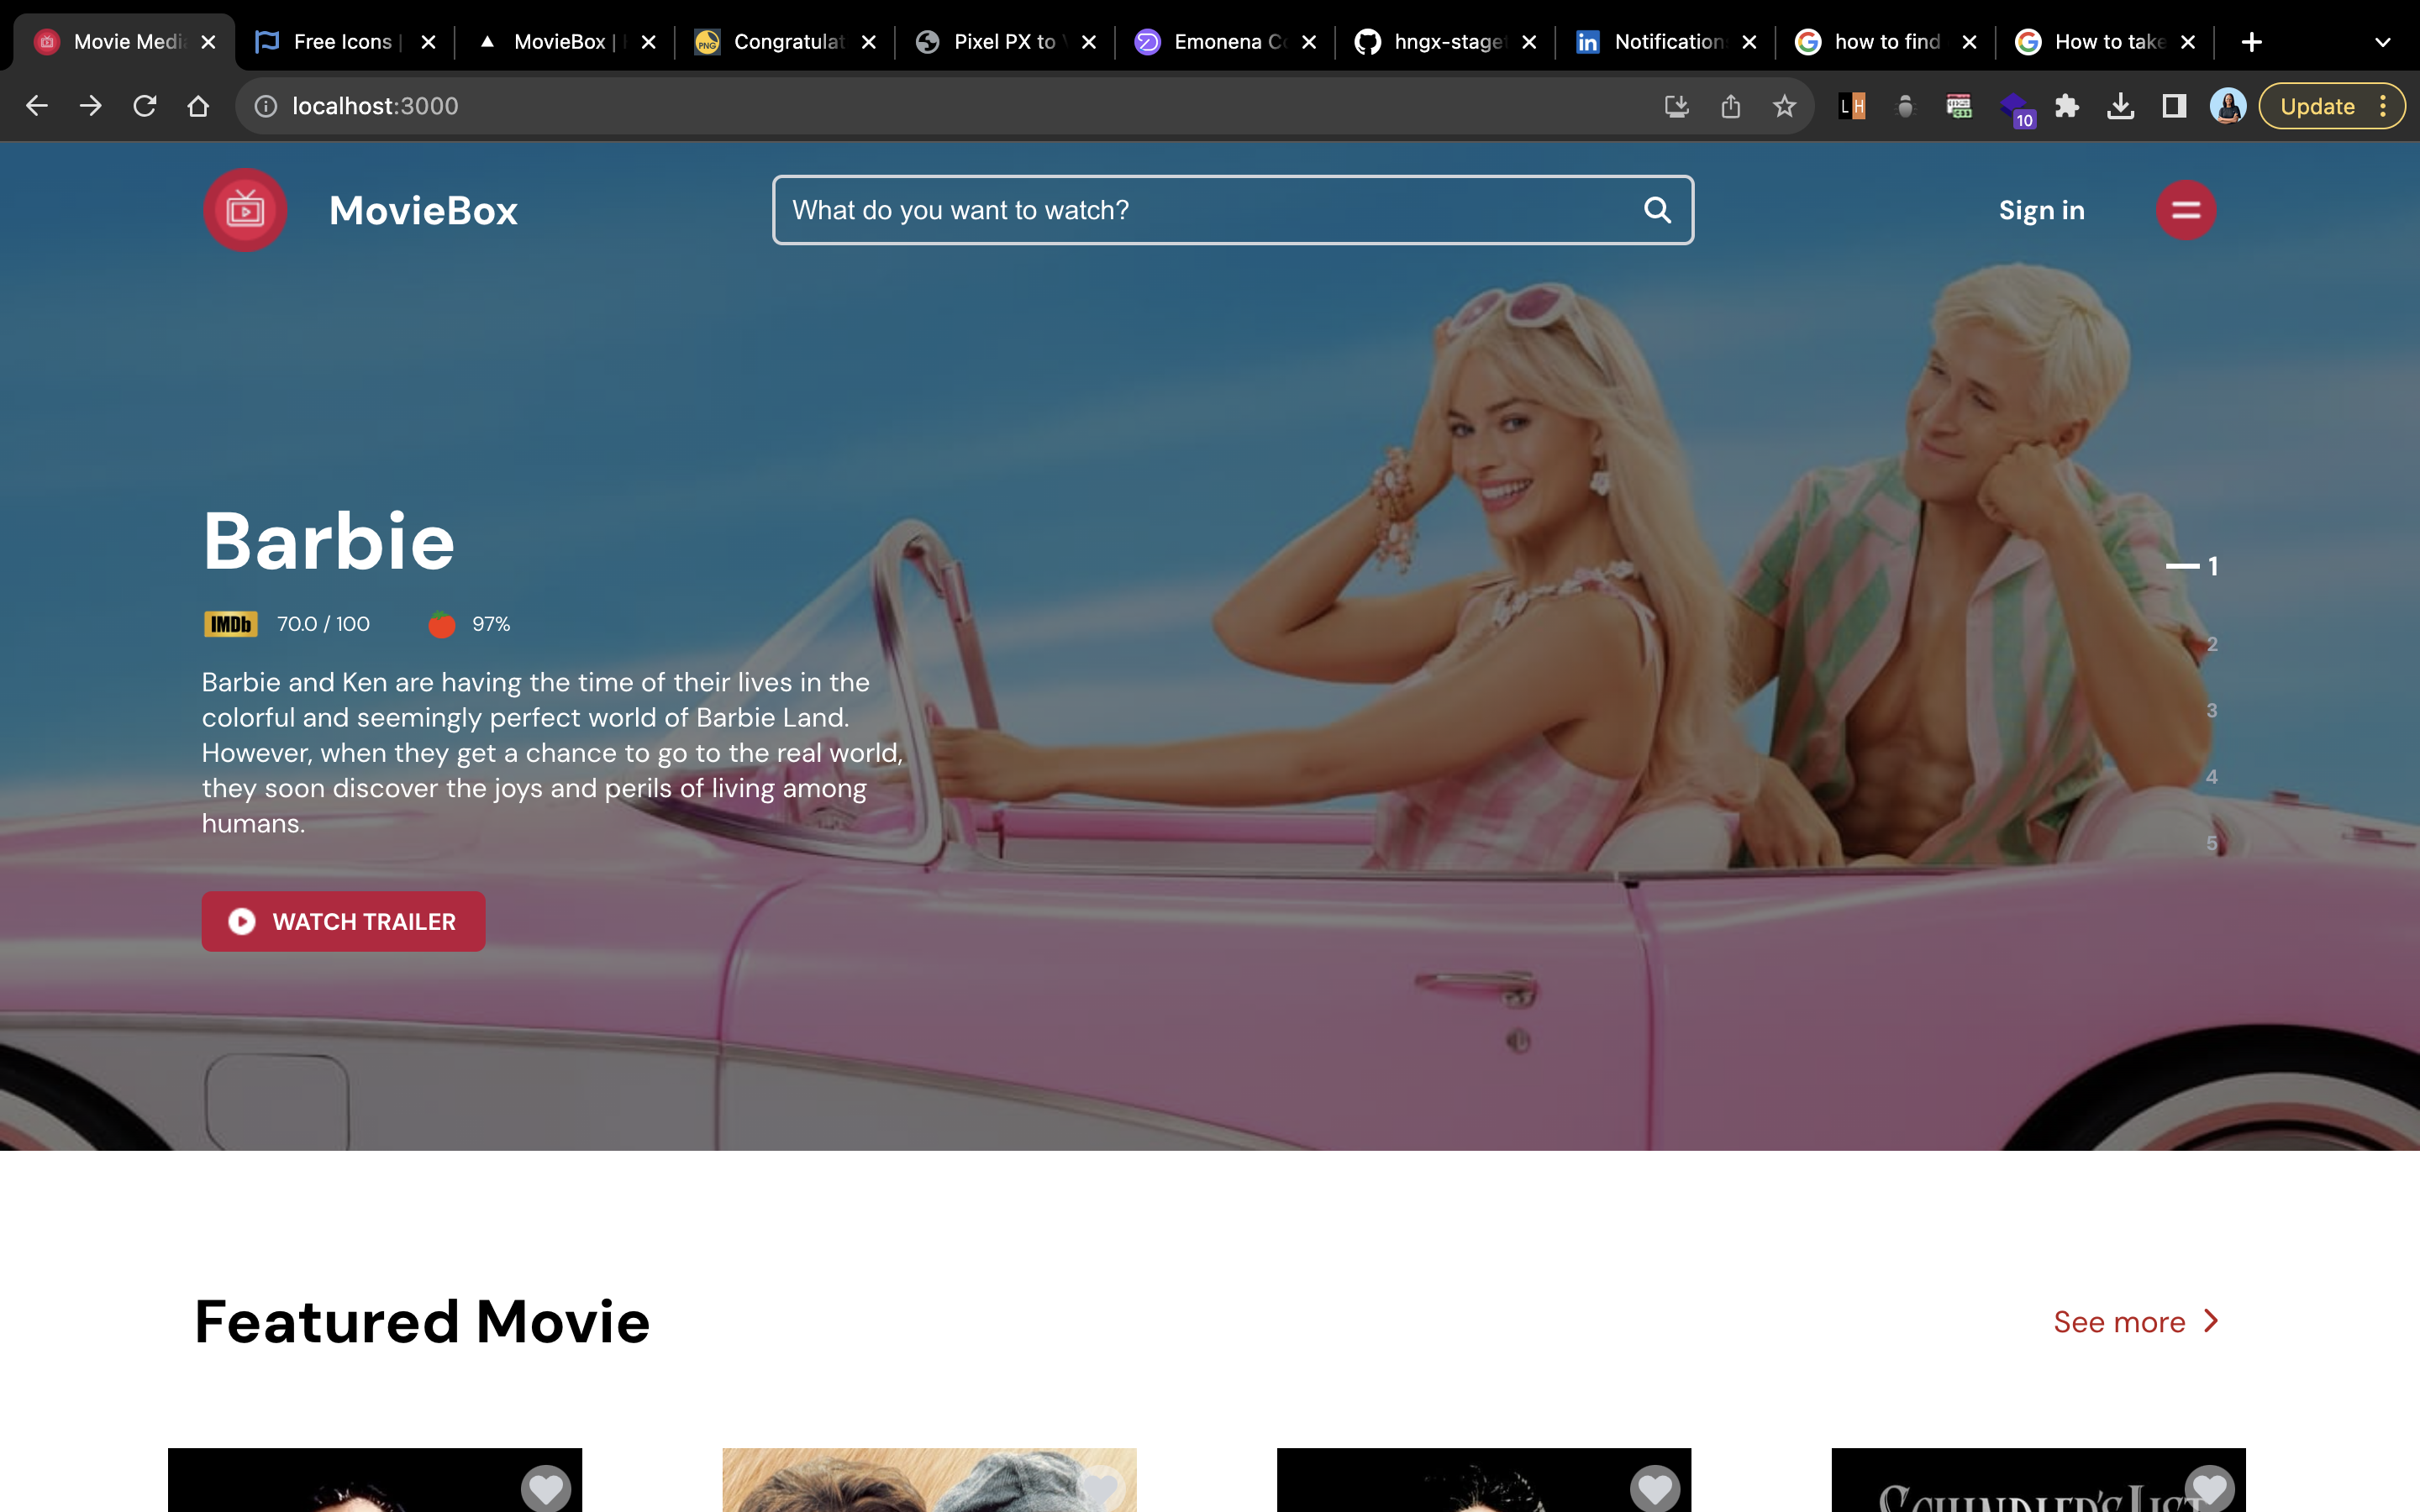 Movie Medi
Free Icons |
MovieBox |
Congratulat
Pixel PX to
Emonena Co
hngx-stage
Notification
how to find
How to take
localhost:3000
LH
10
Update
MovieBox
What do you want to watch?
Sign in
Barbie
IMDb 70.0 / 100 97%
Barbie and Ken are having the time of their lives in the
colorful and seemingly perfect world of Barbie Land.
However, when they get a chance to go to the real world,
they soon discover the joys and perils of living among
humans.
WATCH TRAILER
1
2
3
4
5
Featured Movie
See more
SCHINDLER'S LIST